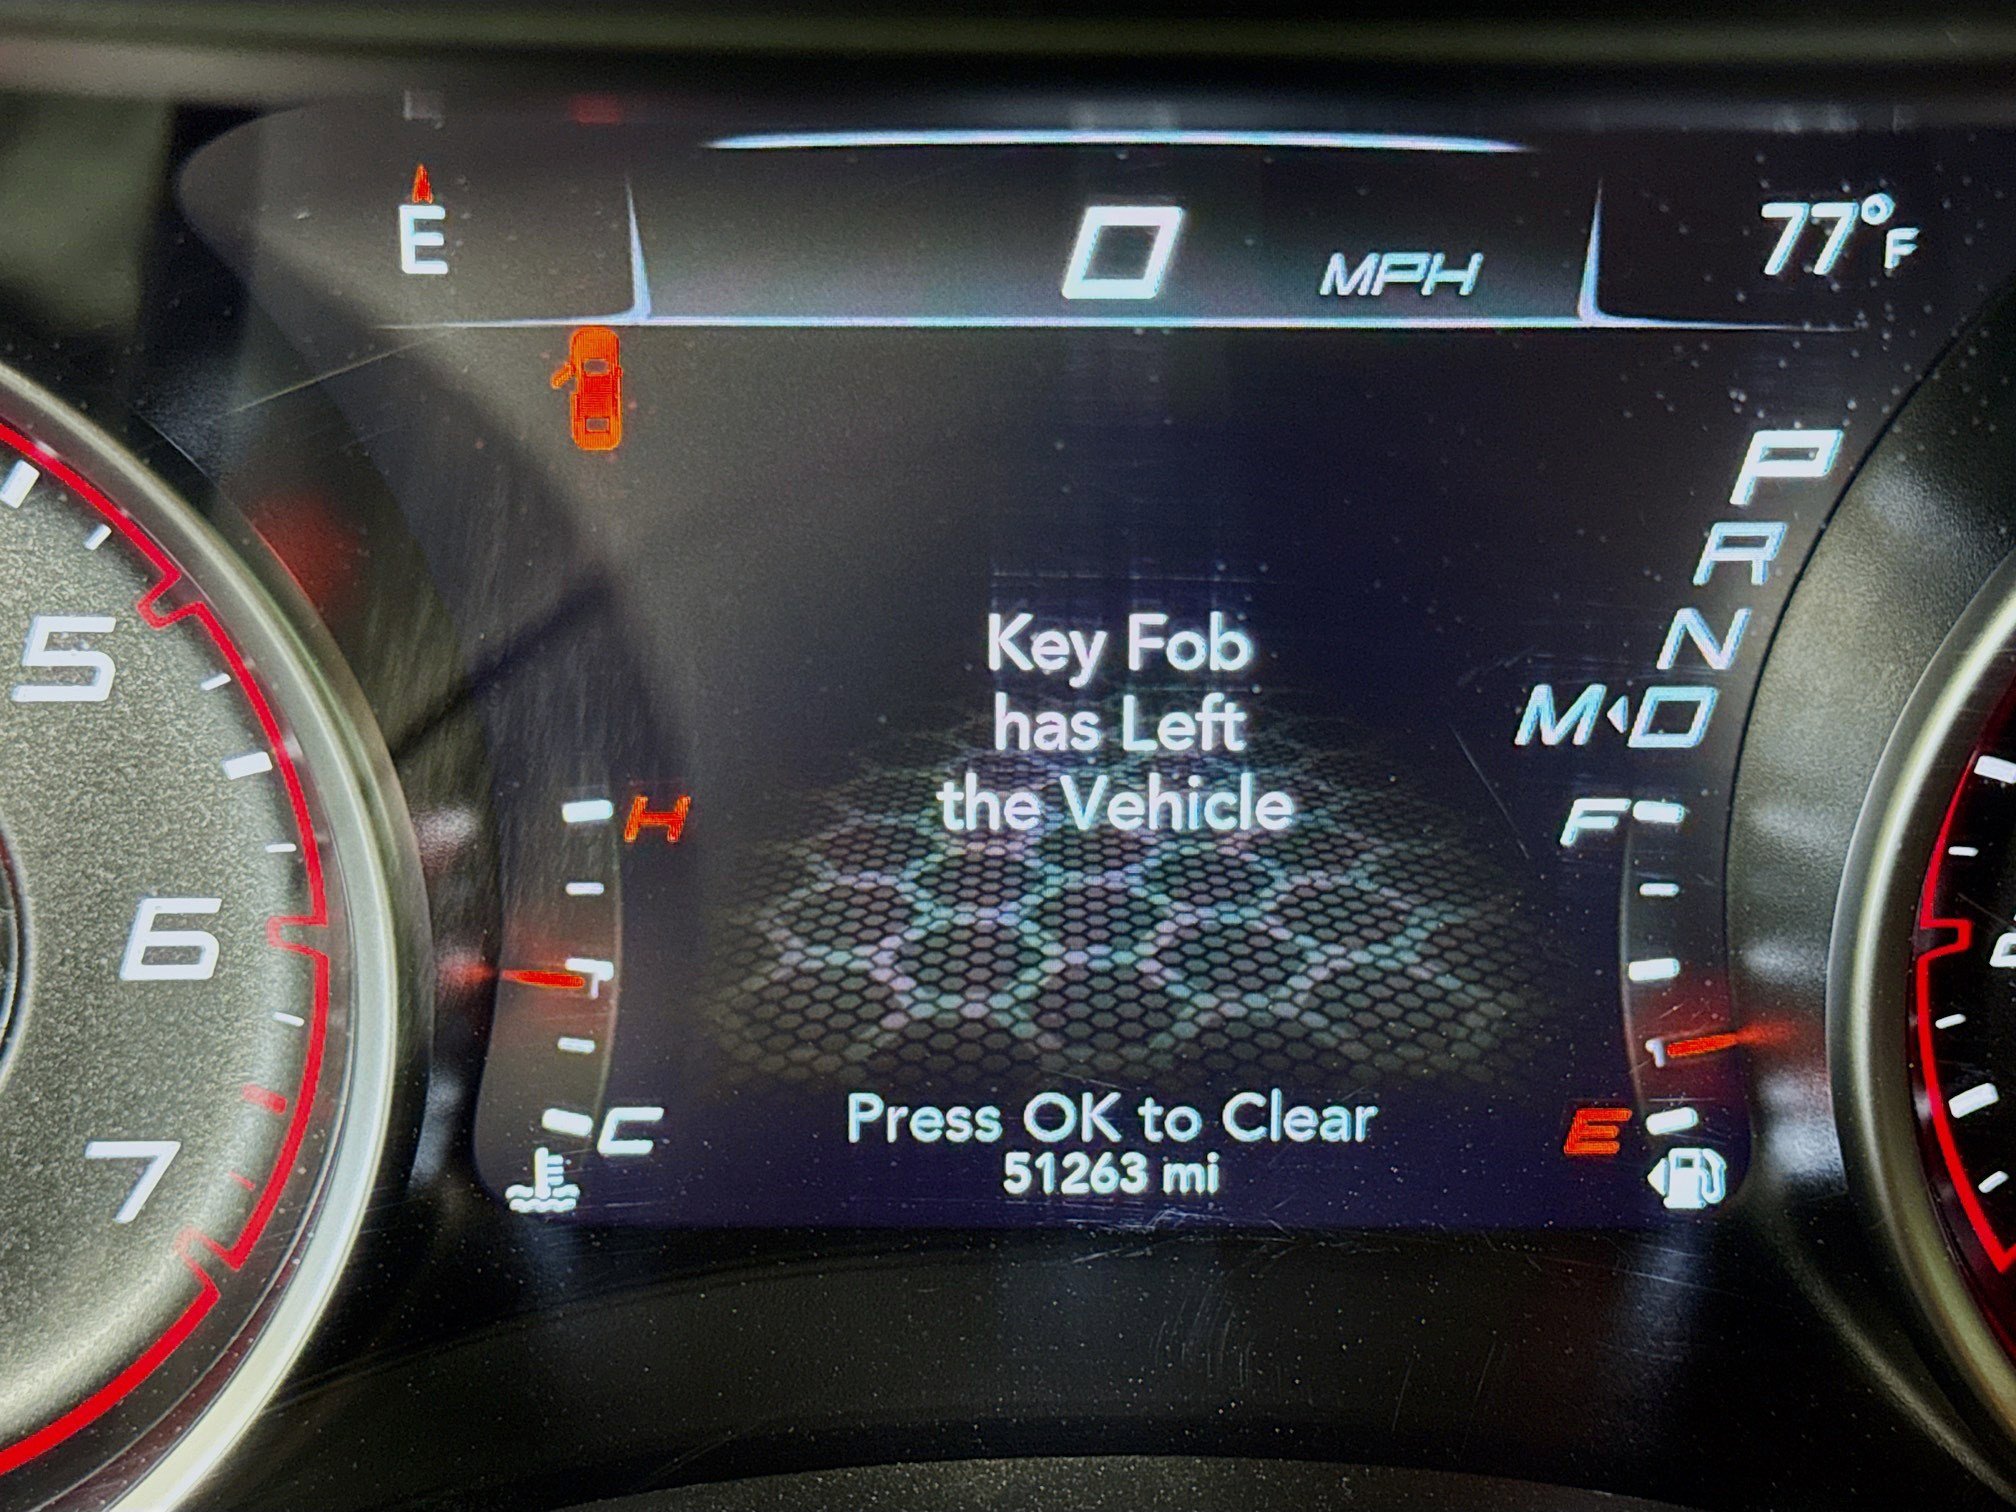 E
0 MPH
77°F
P
R
N
M D
5
6
7
H
C
Key Fob
has Left
the Vehicle
F
E
Press OK to Clear
51263 mi